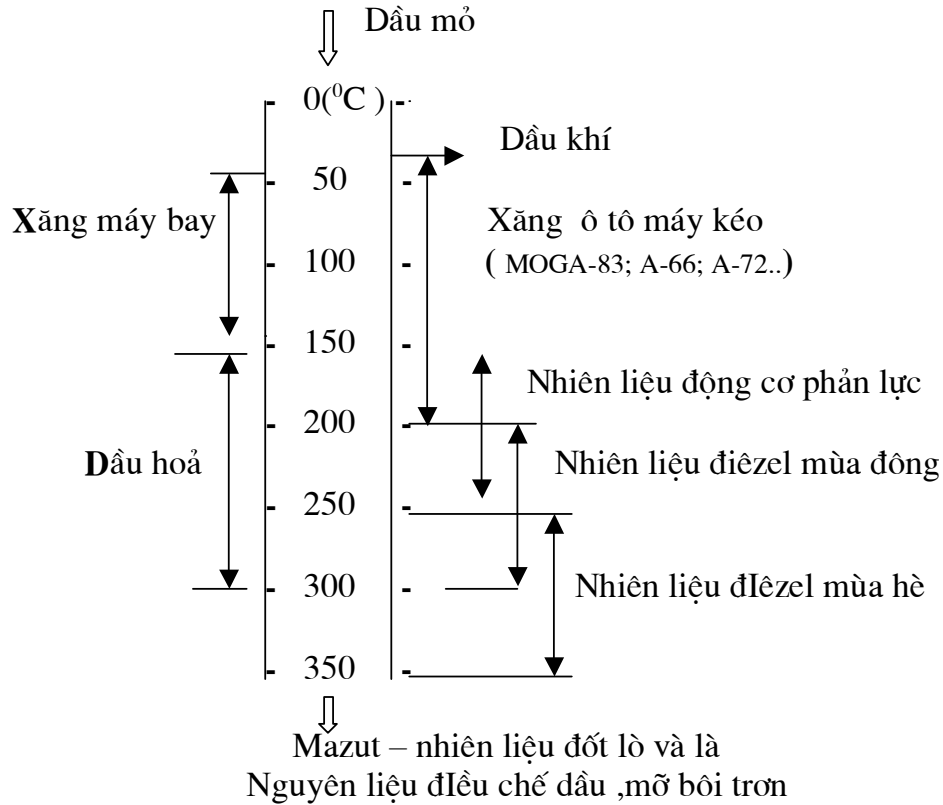 Dầu mỏ
0(⁰C )
Dầu khí
50
Xăng máy bay
Xăng ô tô máy kéo
100
( MOGA-83; A-66; A-72..)
150
Nhiên liệu động cơ phản lực
200
Dầu hoả
Nhiên liệu điêzel mùa đông
250
300
Nhiên liệu đIêzel mùa hè
350
Mazut – nhiên liệu đốt lò và là
Nguyên liệu đIều chế dầu ,mỡ bôi trơn